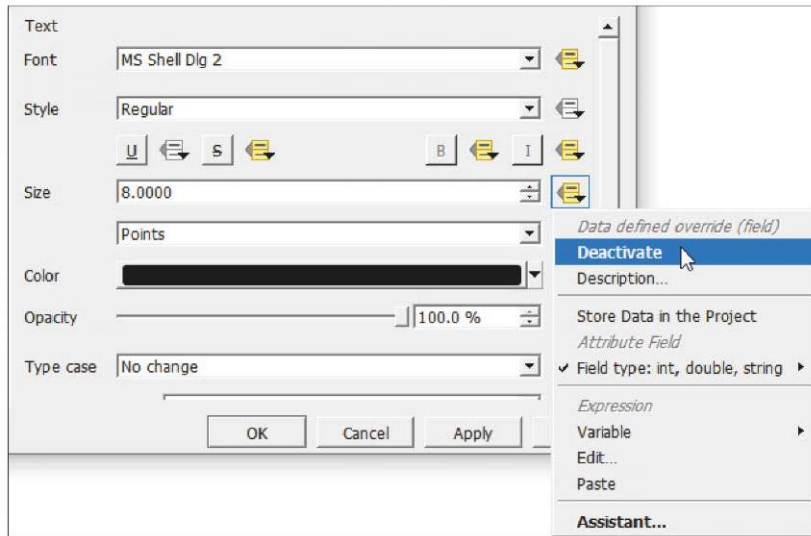 Text
Font MS Shell Dlg 2
Style Regular
U S B I
Size 8.0000
Points
Color
Opacity 100.0 %
Type case No change
OK Cancel Apply
Data defined override (field)
Deactivate
Description...
Store Data in the Project
Attribute Field
Field type: int, double, string
Expression
Variable
Edit...
Paste
Assistant...